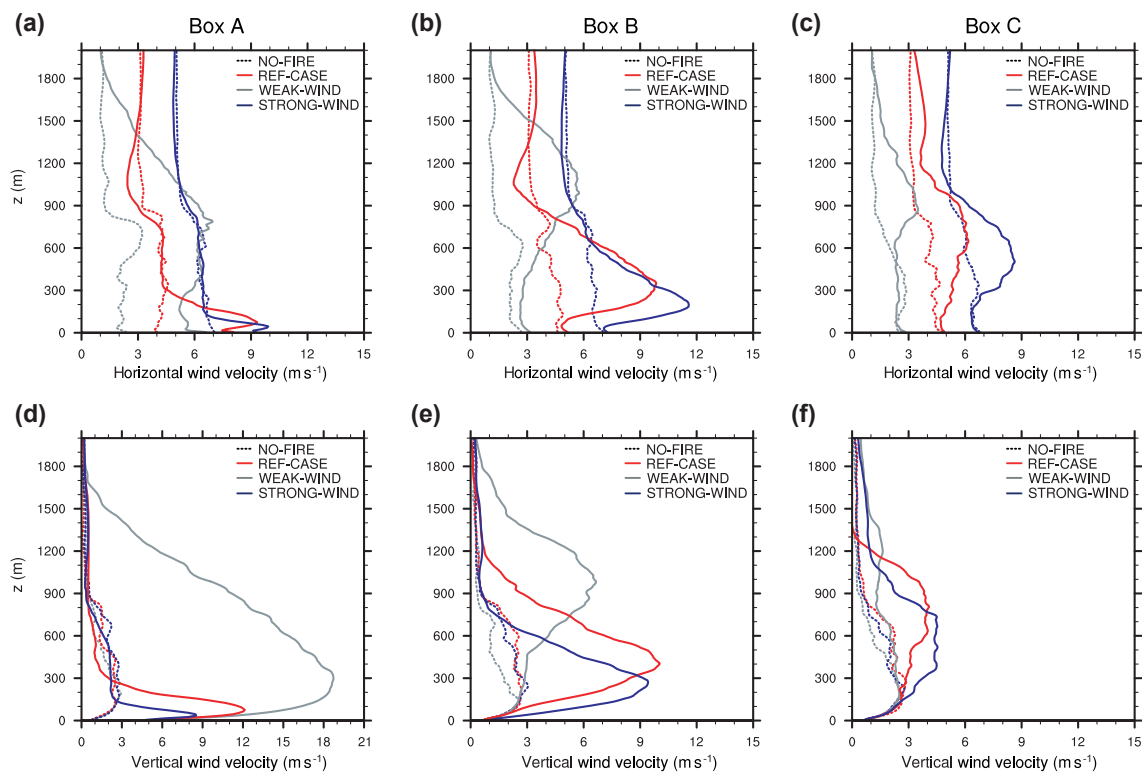 (a) Box A
NO-FIRE
REF-CASE
WEAK-WIND
STRONG-WIND
z (m)
1800
1500
1200
900
600
300
0
0 3 6 9 12 15
Horizontal wind velocity (m s-1)
(b) Box B
NO-FIRE
REF-CASE
WEAK-WIND
STRONG-WIND
1800
1500
1200
900
600
300
0
0 3 6 9 12 15
Horizontal wind velocity (m s-1)
(c) Box C
NO-FIRE
REF-CASE
WEAK-WIND
STRONG-WIND
1800
1500
1200
900
600
300
0
0 3 6 9 12 15
Horizontal wind velocity (m s-1)
(d)
NO-FIRE
REF-CASE
WEAK-WIND
STRONG-WIND
z (m)
1800
1500
1200
900
600
300
0
0 3 6 9 12 15 18 21
Vertical wind velocity (m s-1)
(e)
NO-FIRE
REF-CASE
WEAK-WIND
STRONG-WIND
1800
1500
1200
900
600
300
0
0 3 6 9 12 15
Vertical wind velocity (m s-1)
(f)
NO-FIRE
REF-CASE
WEAK-WIND
STRONG-WIND
1800
1500
1200
900
600
300
0
0 3 6 9 12 15
Vertical wind velocity (m s-1)